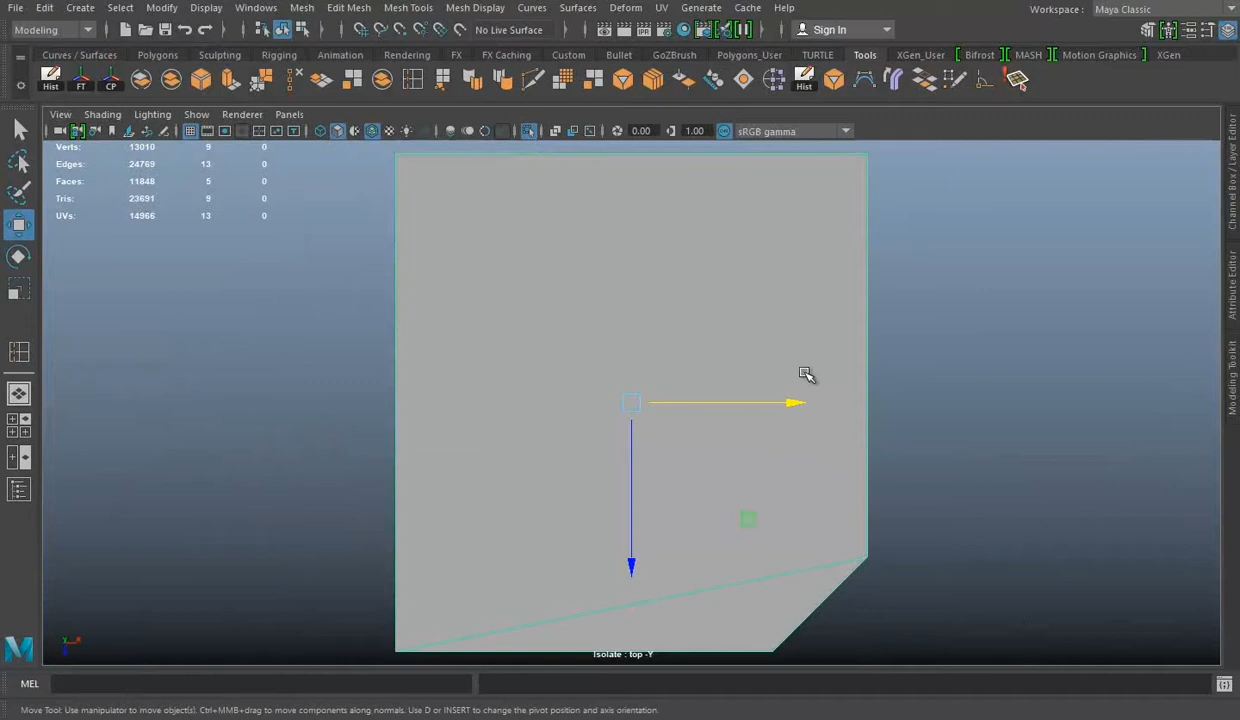 File Edit Create Select Modify Display Windows Mesh Edit Mesh Mesh Tools Mesh Display Curves Surfaces Deform UV Generate Cache Help
Workspace : Maya Classic
Modeling No Live Surface Sign In
Curves / Surfaces Polygons Sculpting Rigging Animation Rendering FX FX Caching Custom Bullet GoZBrush Polygons_User TURTLE Tools XGen_User Bifrost MASH Motion Graphics XGen
Hist FT CP Hist
View Shading Lighting Show Renderer Panels
0.00 1.00 sRGB gamma
Verts: 13010 9 0
Edges: 24769 13 0
Faces: 11848 5 0
Tris: 23691 9 0
UVs: 14966 13 0
Channel Box / Layer Editor
Attribute Editor
Modeling Toolkit
Isolate : top -Y
MEL
Move Tool: Use manipulator to move object(s). Ctrl+MMB+drag to move components along normals. Use D or INSERT to change the pivot position and axis orientation.